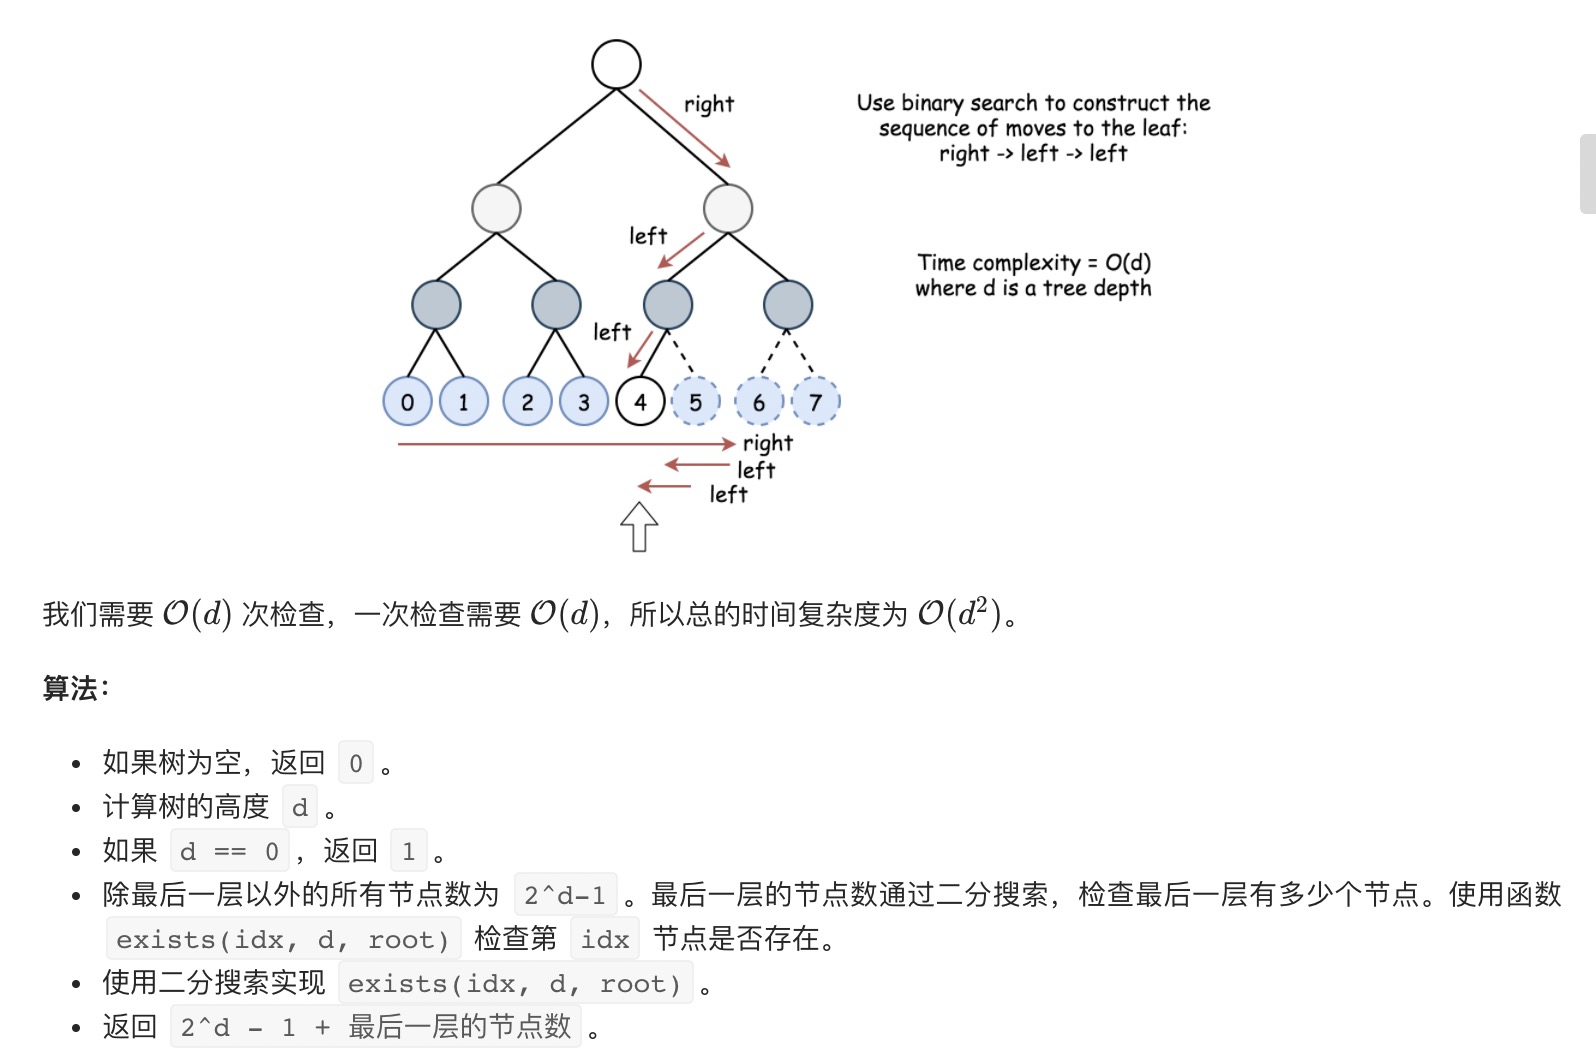 right
Use binary search to construct the
sequence of moves to the leaf:
right -> left -> left
left
Time complexity = O(d)
where d is a tree depth
left
0 1 2 3 4 5 6 7
right
left
left
我们需要 O(d) 次检查，一次检查需要 O(d)，所以总的时间复杂度为 O(d²)。
算法：
• 如果树为空，返回 0 。
• 计算树的高度 d 。
• 如果 d == 0 ，返回 1 。
• 除最后一层以外的所有节点数为 2^d-1 。最后一层的节点数通过二分搜索，检查最后一层有多少个节点。使用函数
exists(idx, d, root) 检查第 idx 节点是否存在。
• 使用二分搜索实现 exists(idx, d, root) 。
• 返回 2^d - 1 + 最后一层的节点数 。